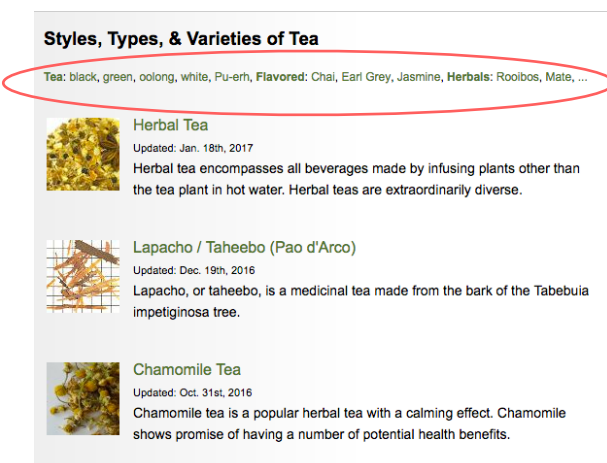 Styles, Types, & Varieties of Tea
Tea: black, green, oolong, white, Pu-erh, Flavored: Chai, Earl Grey, Jasmine, Herbals: Rooibos, Mate, ...
Herbal Tea
Updated: Jan. 18th, 2017
Herbal tea encompasses all beverages made by infusing plants other than
the tea plant in hot water. Herbal teas are extraordinarily diverse.
Lapacho / Taheebo (Pao d'Arco)
Updated: Dec. 19th, 2016
Lapacho, or taheebo, is a medicinal tea made from the bark of the Tabebuia
impetiginosa tree.
Chamomile Tea
Updated: Oct. 31st, 2016
Chamomile tea is a popular herbal tea with a calming effect. Chamomile
shows promise of having a number of potential health benefits.